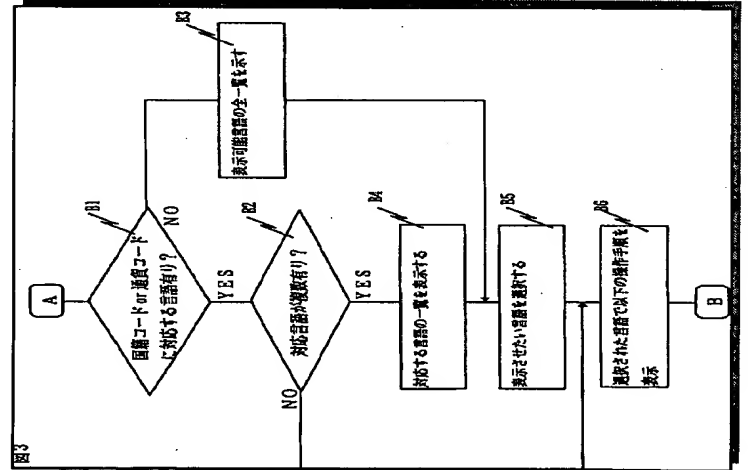 図3
A
B1
国籍コード or 通貨コード
に対応する言語有り?
NO
YES
B3
表示可能言語の全一覧を示す
B2
対応言語が複数有り?
NO
YES
B4
対応する言語の一覧を表示する
B5
表示させたい言語を選択する
B6
選択された言語で以下の操作手順を
表示
B